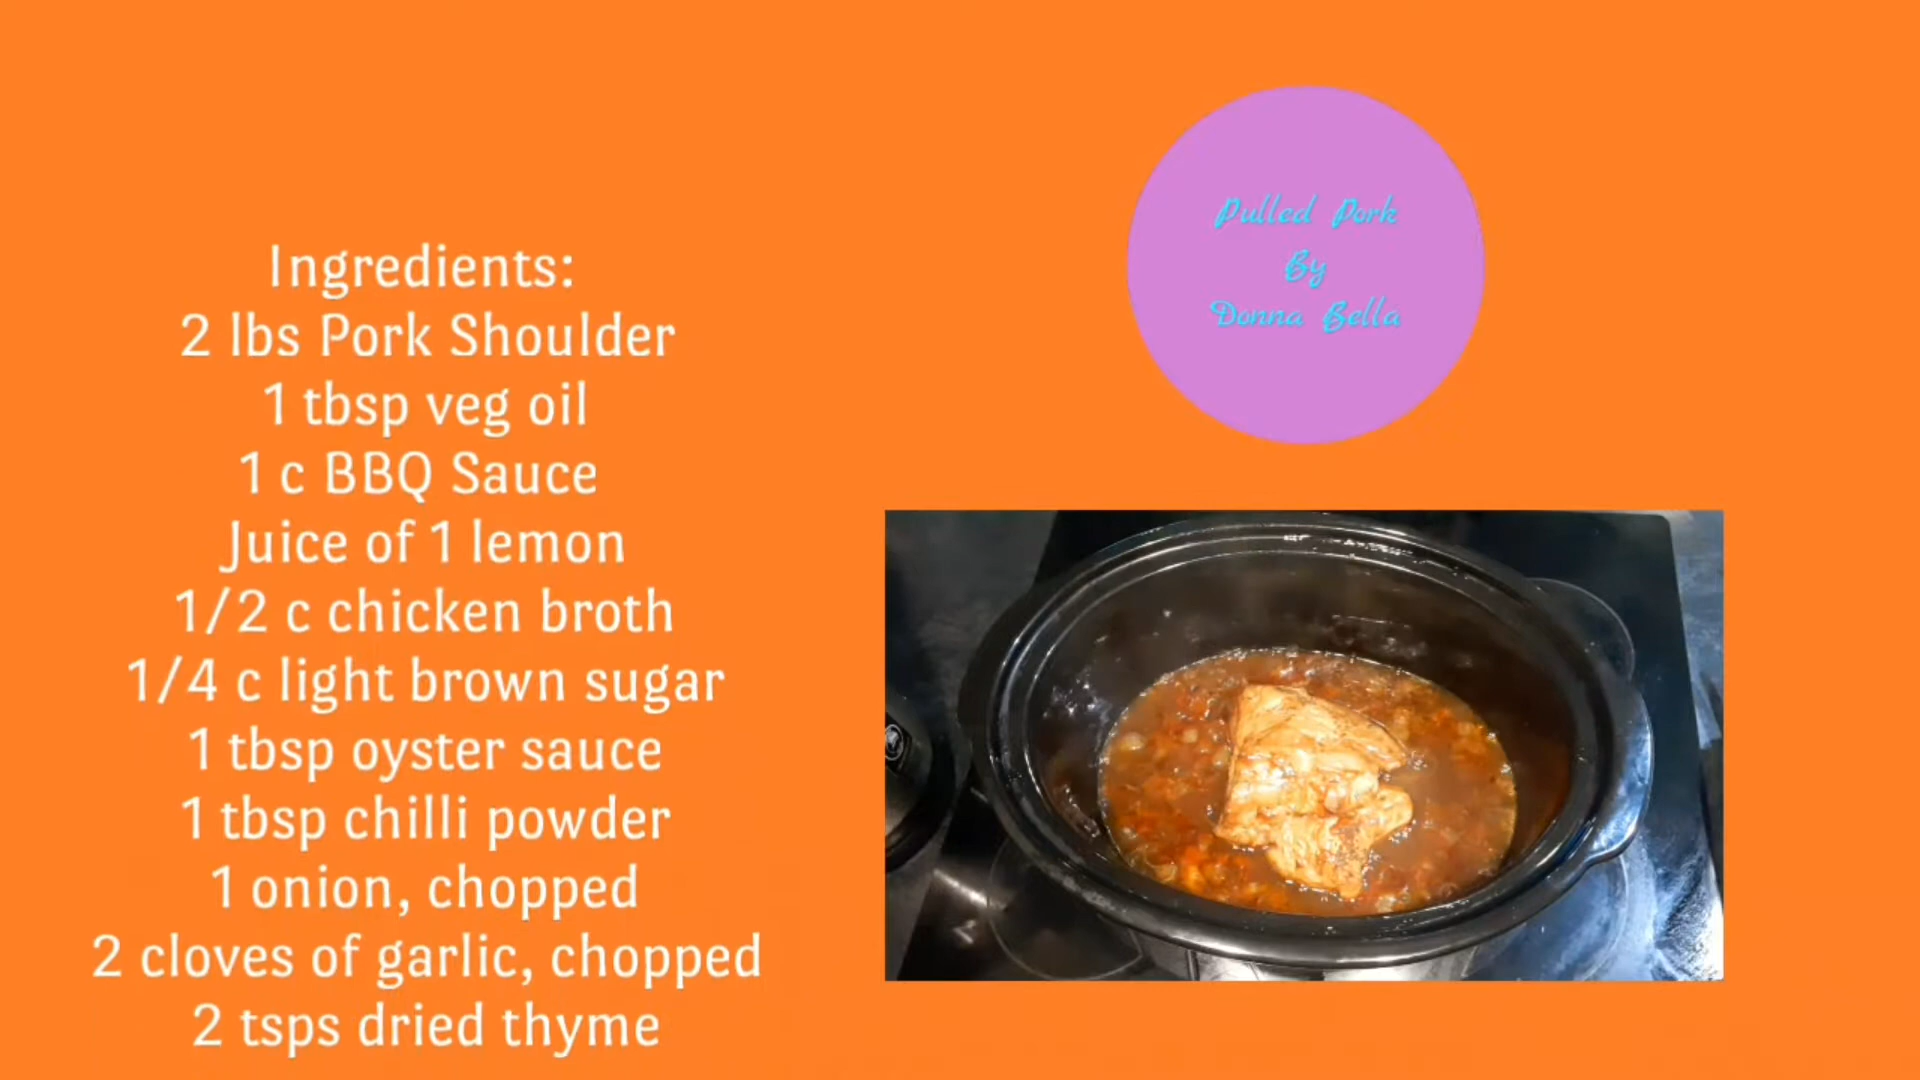 Ingredients:
2 lbs Pork Shoulder
1 tbsp veg oil
1 c BBQ Sauce
Juice of 1 lemon
1/2 c chicken broth
1/4 c light brown sugar
1 tbsp oyster sauce
1 tbsp chilli powder
1 onion, chopped
2 cloves of garlic, chopped
2 tsps dried thyme
Pulled Pork
By
Donna Bella